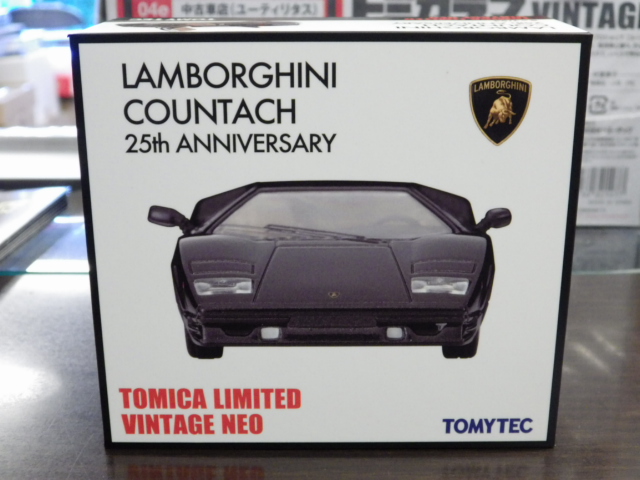 04e 中古車店(ユーティリタス)
VINTAGE
LAMBORGHINI
COUNTACH
25th ANNIVERSARY
LAMBORGHINI
TOMICA LIMITED
VINTAGE NEO
TOMYTEC